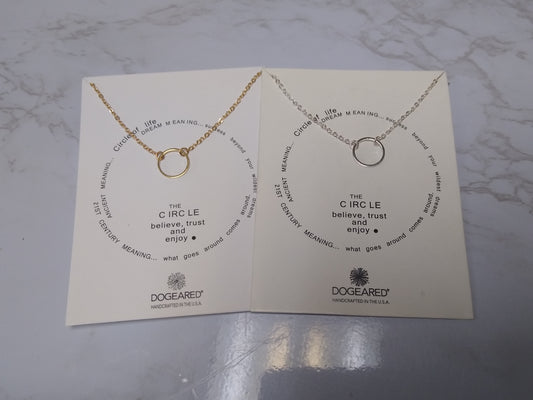 ANCIENT MEANING... Circle of life
DREAM MEANING... success beyond your wildest dreams
21ST CENTURY MEANING... what goes around comes around.
THE
CIRCLE
believe, trust
and
enjoy ●
DOGEARED®
HANDCRAFTED IN THE U.S.A.
ANCIENT MEANING... Circle of life
DREAM MEANING... success beyond your wildest dreams
21ST CENTURY MEANING... what goes around comes around.
THE
CIRCLE
believe, trust
and
enjoy ●
DOGEARED®
HANDCRAFTED IN THE U.S.A.